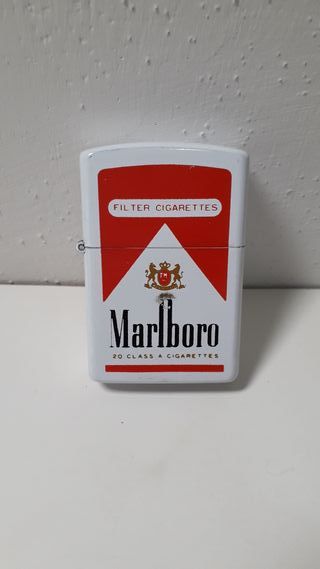 FILTER CIGARETTES
Marlboro
20 CLASS A CIGARETTES